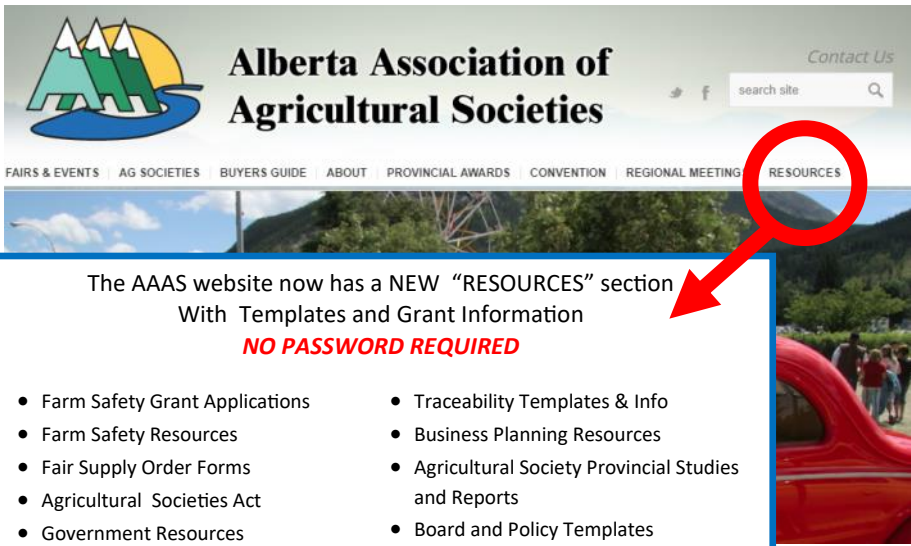 Alberta Association of
Agricultural Societies
Contact Us
search site
FAIRS & EVENTS AG SOCIETIES BUYERS GUIDE ABOUT PROVINCIAL AWARDS CONVENTION REGIONAL MEETINGS RESOURCES
The AAAS website now has a NEW “RESOURCES” section
With Templates and Grant Information
NO PASSWORD REQUIRED
• Farm Safety Grant Applications
• Farm Safety Resources
• Fair Supply Order Forms
• Agricultural Societies Act
• Government Resources
• Traceability Templates & Info
• Business Planning Resources
• Agricultural Society Provincial Studies
and Reports
• Board and Policy Templates